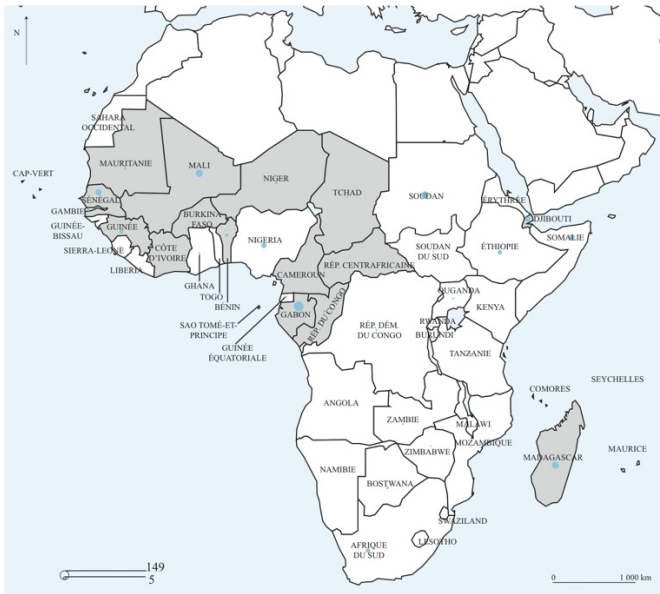 N
SAHARA
OCCIDENTAL
MAURITANIE
MALI
NIGER
TCHAD
SOUDAN
ÉRYTHRÉE
CAP-VERT
SÉNÉGAL
GAMBIE
GUINÉE-
BISSAU
GUINÉE
BURKINA
FASO
DJIBOUTI
SIERRA-LEONE
LIBERIA
CÔTE
D'IVOIRE
NIGERIA
SOUDAN
DU SUD
ÉTHIOPIE
SOMALIE
GHANA
TOGO
BÉNIN
CAMEROUN
RÉP. CENTRAFRICAINE
SAO TOMÉ-ET-
PRINCIPE
GUINÉE
ÉQUATORIALE
GABON
RÉP. DU CONGO
RÉP. DÉM.
DU CONGO
OUGANDA
KENYA
RWANDA
BURUNDI
TANZANIE
SEYCHELLES
COMORES
ANGOLA
ZAMBIE
MALAWI
MOZAMBIQUE
ZIMBABWE
MADAGASCAR
MAURICE
NAMIBIE
BOSTWANA
SWAZILAND
LESOTHO
AFRIQUE
DU SUD
149
5
0 1 000 km